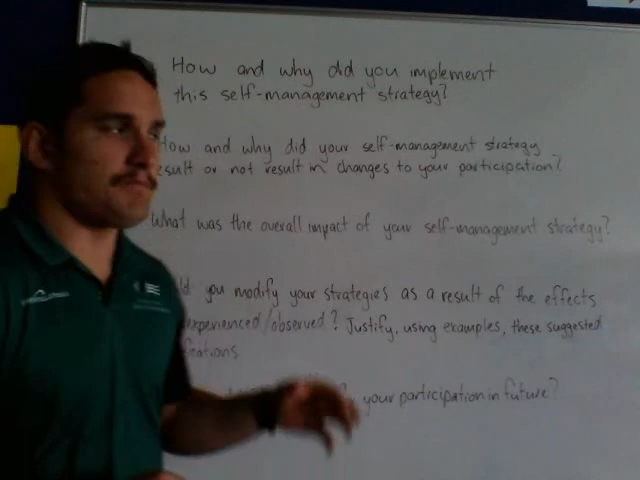 How and why did you implement
this self-management strategy?
How and why did your self-management strategy
esult or not result in changes to your participation?
What was the overall impact of your self-management strategy?
ld you modify your strategies as a result of the effects
experienced/observed? Justify, using examples, these suggested
your participation in future?